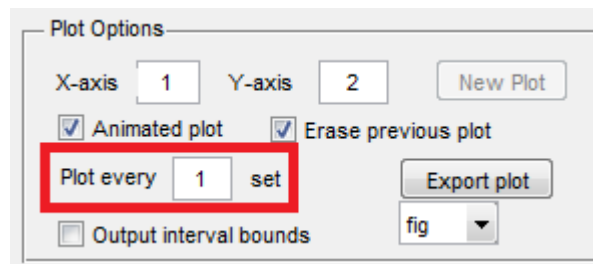 Plot Options
X-axis 1 Y-axis 2 New Plot
Animated plot Erase previous plot
Plot every 1 set Export plot
Output interval bounds fig